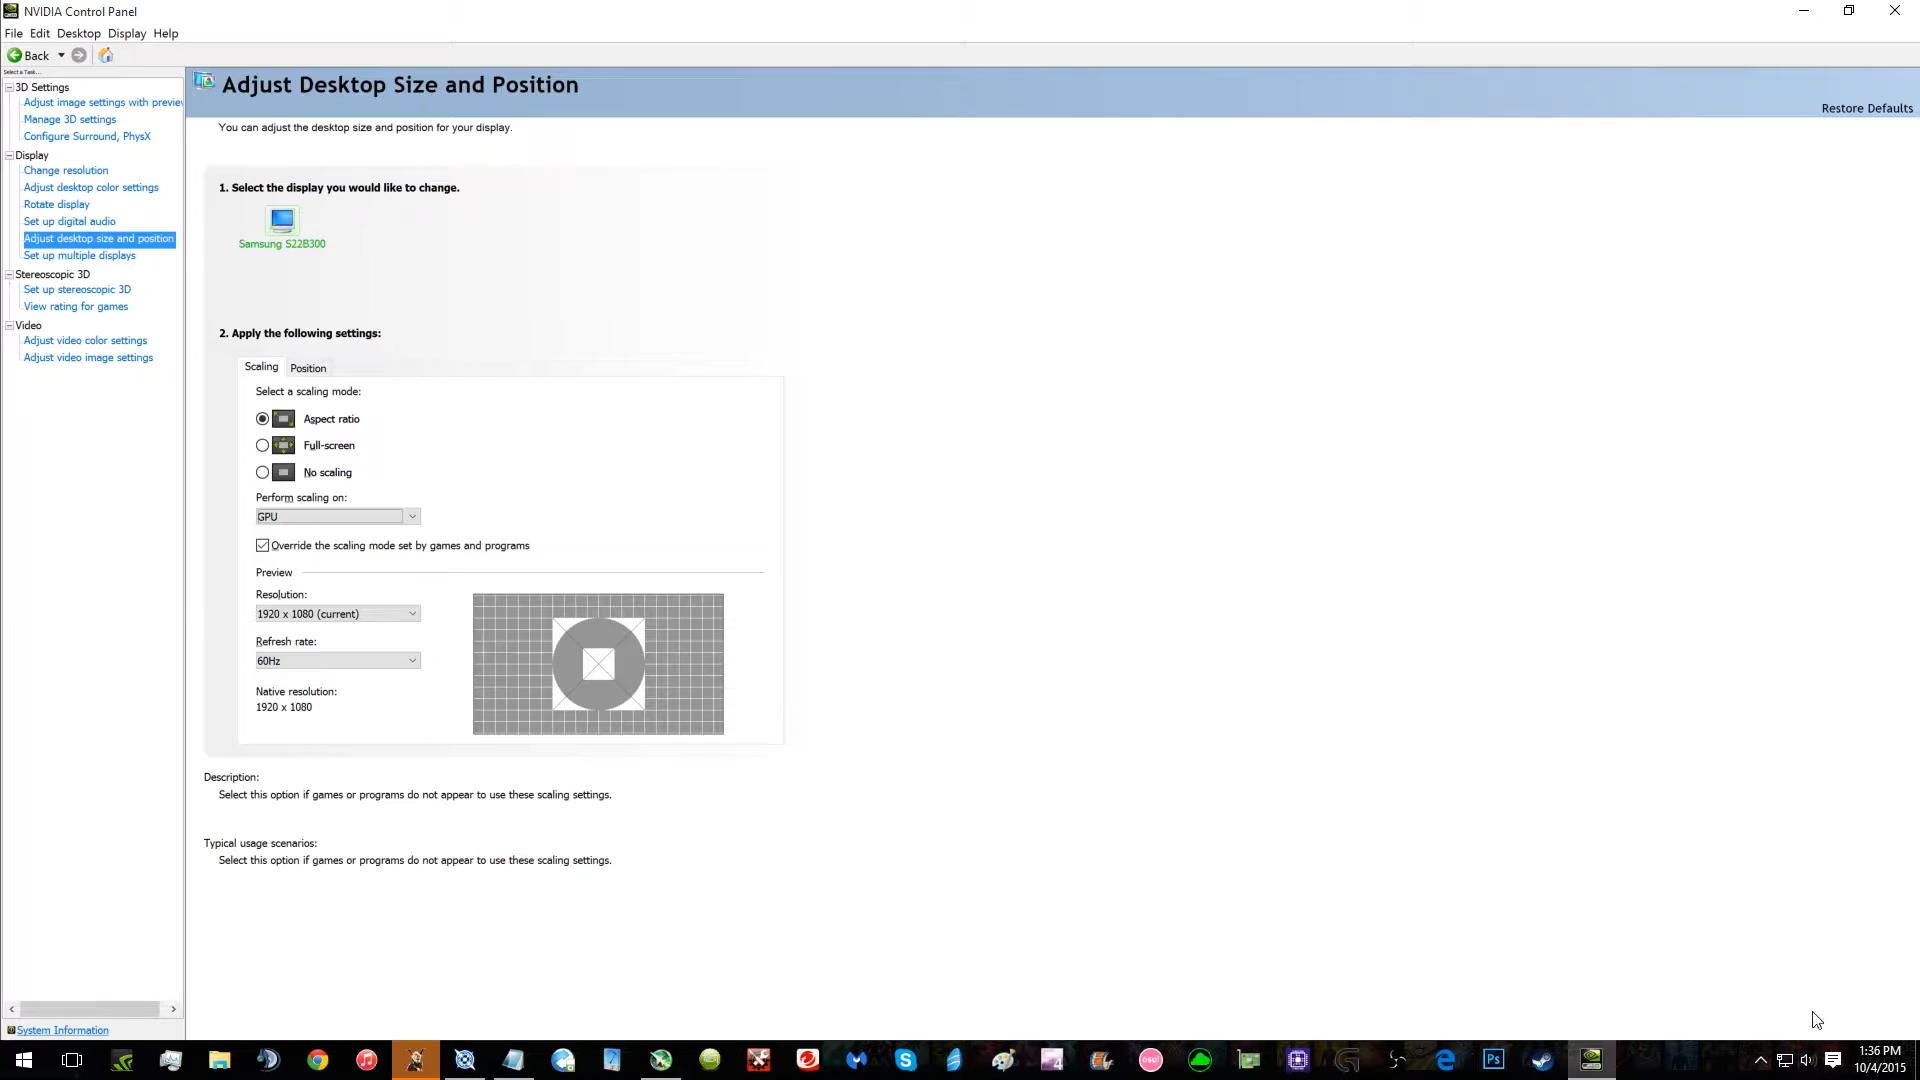 NVIDIA Control Panel
File Edit Desktop Display Help
Back
Select a Task...
3D Settings
Adjust image settings with preview
Manage 3D settings
Configure Surround, PhysX
Display
Change resolution
Adjust desktop color settings
Rotate display
Set up digital audio
Adjust desktop size and position
Set up multiple displays
Stereoscopic 3D
Set up stereoscopic 3D
View rating for games
Video
Adjust video color settings
Adjust video image settings
System Information
Adjust Desktop Size and Position
Restore Defaults
You can adjust the desktop size and position for your display.
1. Select the display you would like to change.
Samsung S22B300
2. Apply the following settings:
Scaling Position
Select a scaling mode:
Aspect ratio
Full-screen
No scaling
Perform scaling on:
GPU
Override the scaling mode set by games and programs
Preview
Resolution:
1920 x 1080 (current)
Refresh rate:
60Hz
Native resolution:
1920 x 1080
Description:
Select this option if games or programs do not appear to use these scaling settings.
Typical usage scenarios:
Select this option if games or programs do not appear to use these scaling settings.
osu!
Ps
1:36 PM
10/4/2015